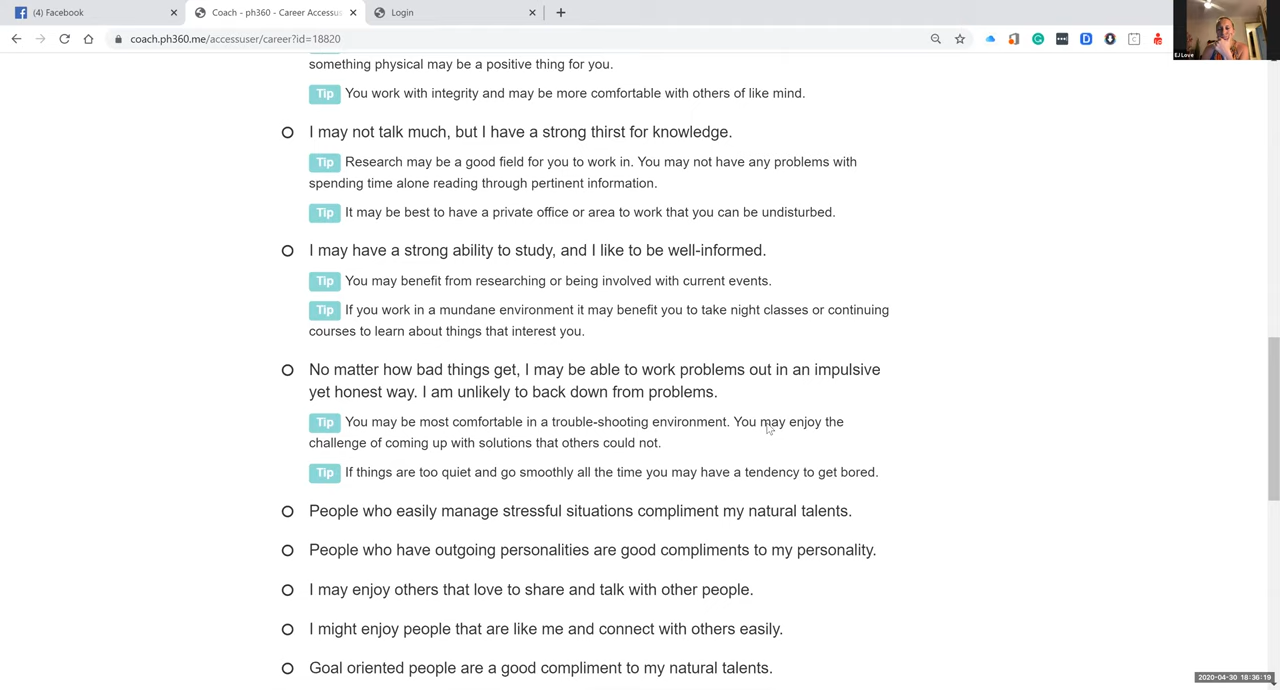 (4) Facebook
Coach - ph360 - Career Accessus
Login
coach.ph360.me/accessuser/career?id=18820
EJ Love
something physical may be a positive thing for you.
Tip You work with integrity and may be more comfortable with others of like mind.
I may not talk much, but I have a strong thirst for knowledge.
Tip Research may be a good field for you to work in. You may not have any problems with
spending time alone reading through pertinent information.
Tip It may be best to have a private office or area to work that you can be undisturbed.
I may have a strong ability to study, and I like to be well-informed.
Tip You may benefit from researching or being involved with current events.
Tip If you work in a mundane environment it may benefit you to take night classes or continuing
courses to learn about things that interest you.
No matter how bad things get, I may be able to work problems out in an impulsive
yet honest way. I am unlikely to back down from problems.
Tip You may be most comfortable in a trouble-shooting environment. You may enjoy the
challenge of coming up with solutions that others could not.
Tip If things are too quiet and go smoothly all the time you may have a tendency to get bored.
People who easily manage stressful situations compliment my natural talents.
People who have outgoing personalities are good compliments to my personality.
I may enjoy others that love to share and talk with other people.
I might enjoy people that are like me and connect with others easily.
Goal oriented people are a good compliment to my natural talents.
2020-04-30 18:36:19